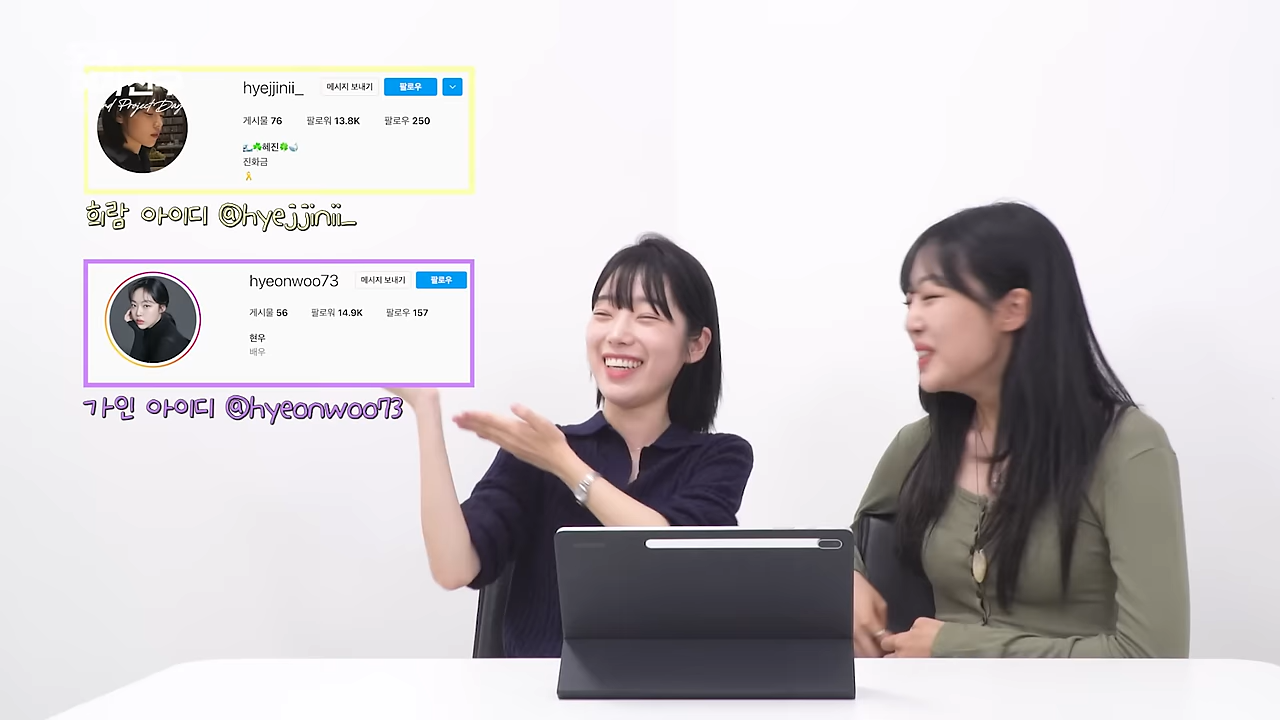 nd Project Day
hyejjinii_ 메시지 보내기 팔로우
게시물 76 팔로워 13.8K 팔로우 250
혜진
진화금
희람 아이디 @hyejjinii_
hyeonwoo73 메시지 보내기 팔로우
게시물 56 팔로워 14.9K 팔로우 157
현우
배우
가인 아이디 @hyeonwoo73